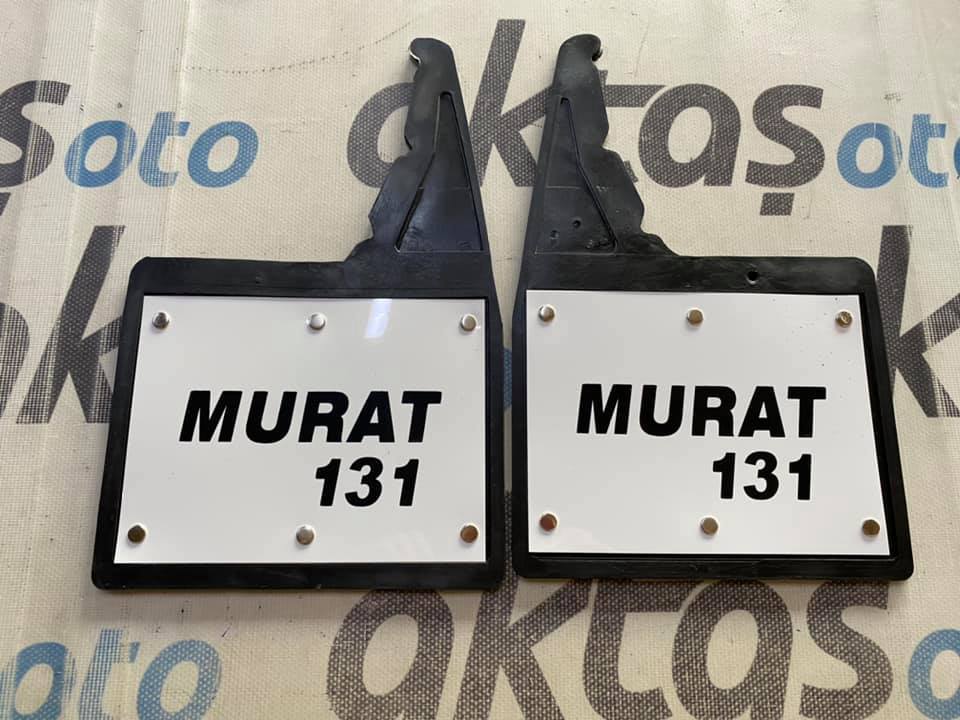 aktaş oto
oto
MURAT
131
MURAT
131
aktaş
oto